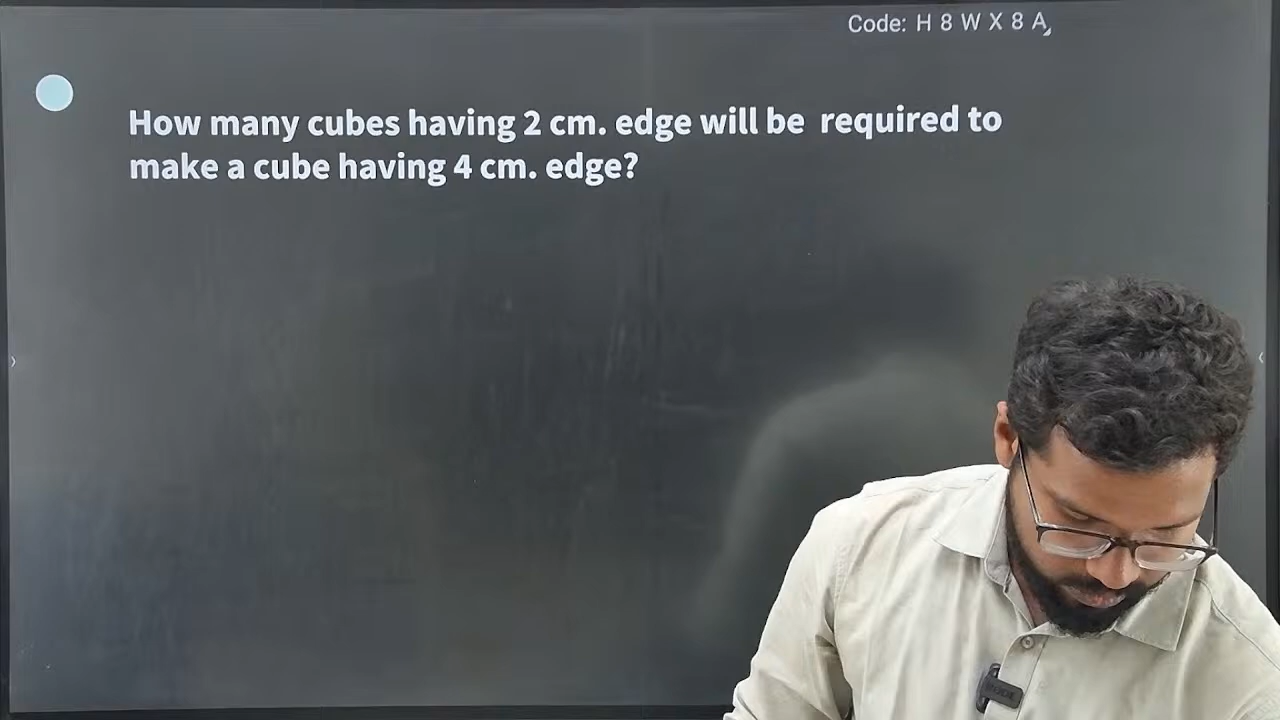 Code: H 8 W X 8 A
How many cubes having 2 cm. edge will be required to
make a cube having 4 cm. edge?